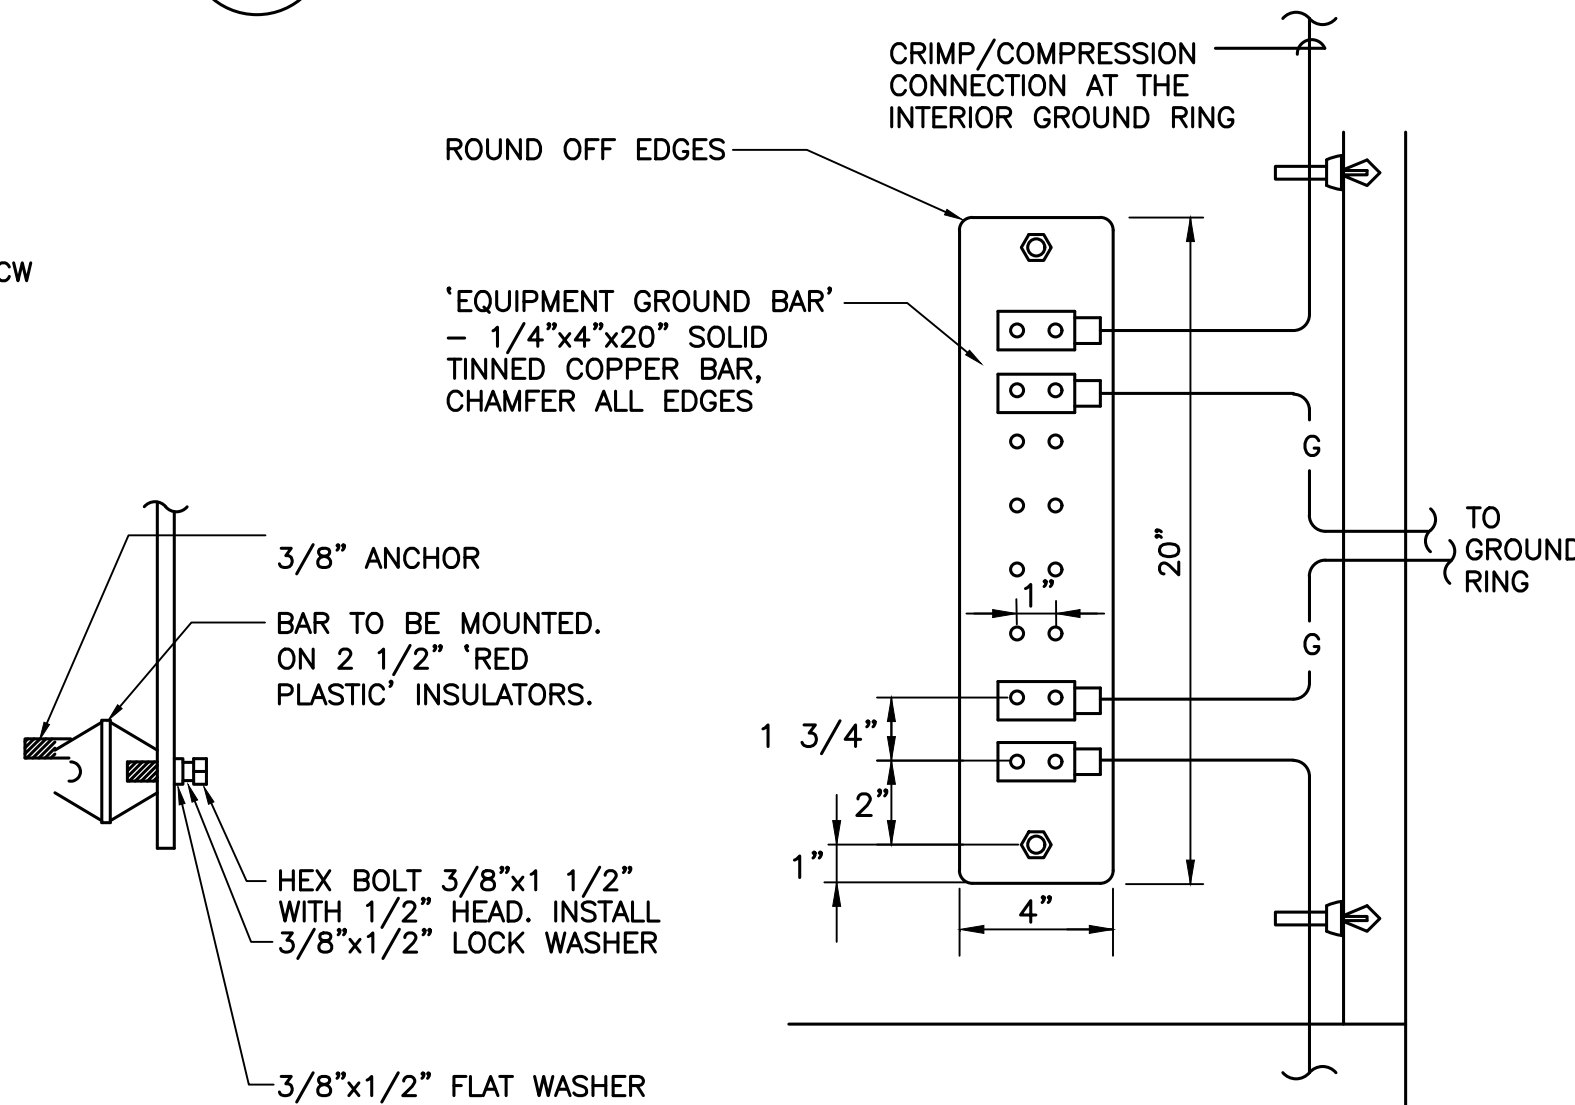 CRIMP/COMPRESSION
CONNECTION AT THE
INTERIOR GROUND RING
ROUND OFF EDGES
CW
'EQUIPMENT GROUND BAR'
– 1/4"x4"x20" SOLID
TINNED COPPER BAR,
CHAMFER ALL EDGES
G
20"
TO
GROUND
RING
3/8" ANCHOR
BAR TO BE MOUNTED.
ON 2 1/2" 'RED
PLASTIC' INSULATORS.
1"
G
1 3/4"
2"
1"
4"
HEX BOLT 3/8"x1 1/2"
WITH 1/2" HEAD. INSTALL
3/8"x1/2" LOCK WASHER
3/8"x1/2" FLAT WASHER